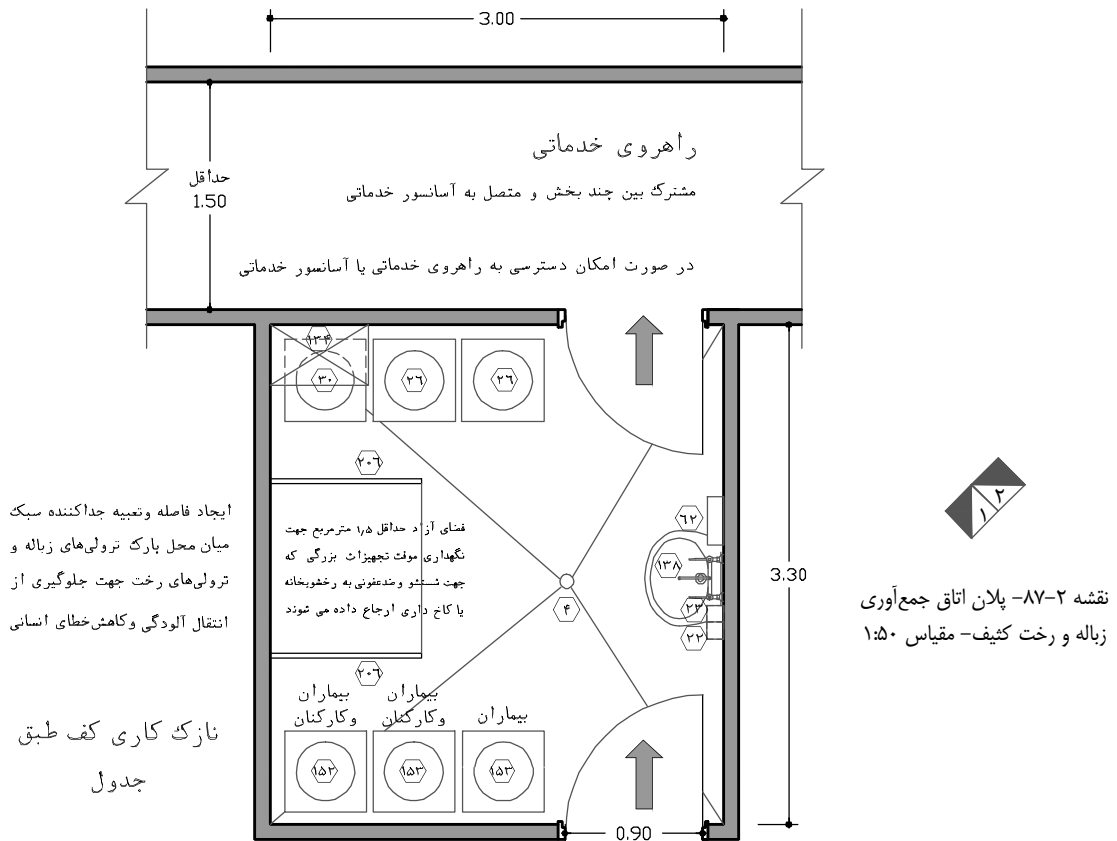 3.00
راهروی خدماتی
مشترک بین چند بخش و متصل به آسانسور خدماتی
در صورت امکان دسترسی به راهروی خدماتی یا آسانسور خدماتی
حداقل
1.50
۱۳۴
۳۰
۲۶
۲۶
۲۰۶
فضای آزاد حداقل ۱٫۵ مترمربع جهت
نگهداری موقت تجهیزات بزرگی که
جهت شستشو و ضدعفونی به رختشویخانه
یا کاخ داری ارجاع داده می شوند
۲۰۶
۶۲
۱۳۸
۲۳
۲۲
۴
3.30
ایجاد فاصله وتعبیه جداکننده سبک
میان محل پارک ترولی‌های زباله و
ترولی‌های رخت جهت جلوگیری از
انتقال آلودگی وکاهش خطای انسانی
نازک کاری کف طبق
جدول
بیماران
وکارکنان
بیماران
وکارکنان
بیماران
۱۵۲
۱۵۳
۱۵۳
0.90
۱
۲
نقشه ۲-۸۷- پلان اتاق جمع‌آوری
زباله و رخت کثیف- مقیاس ۱:۵۰